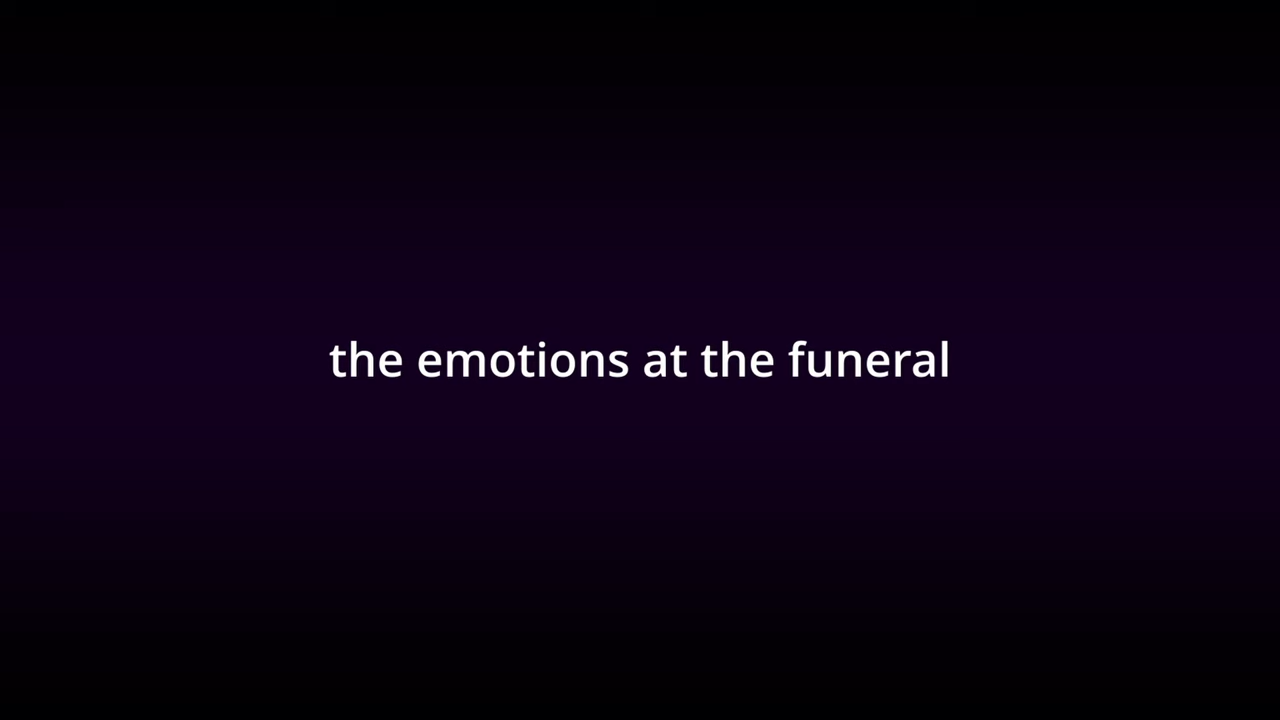 the emotions at the funeral